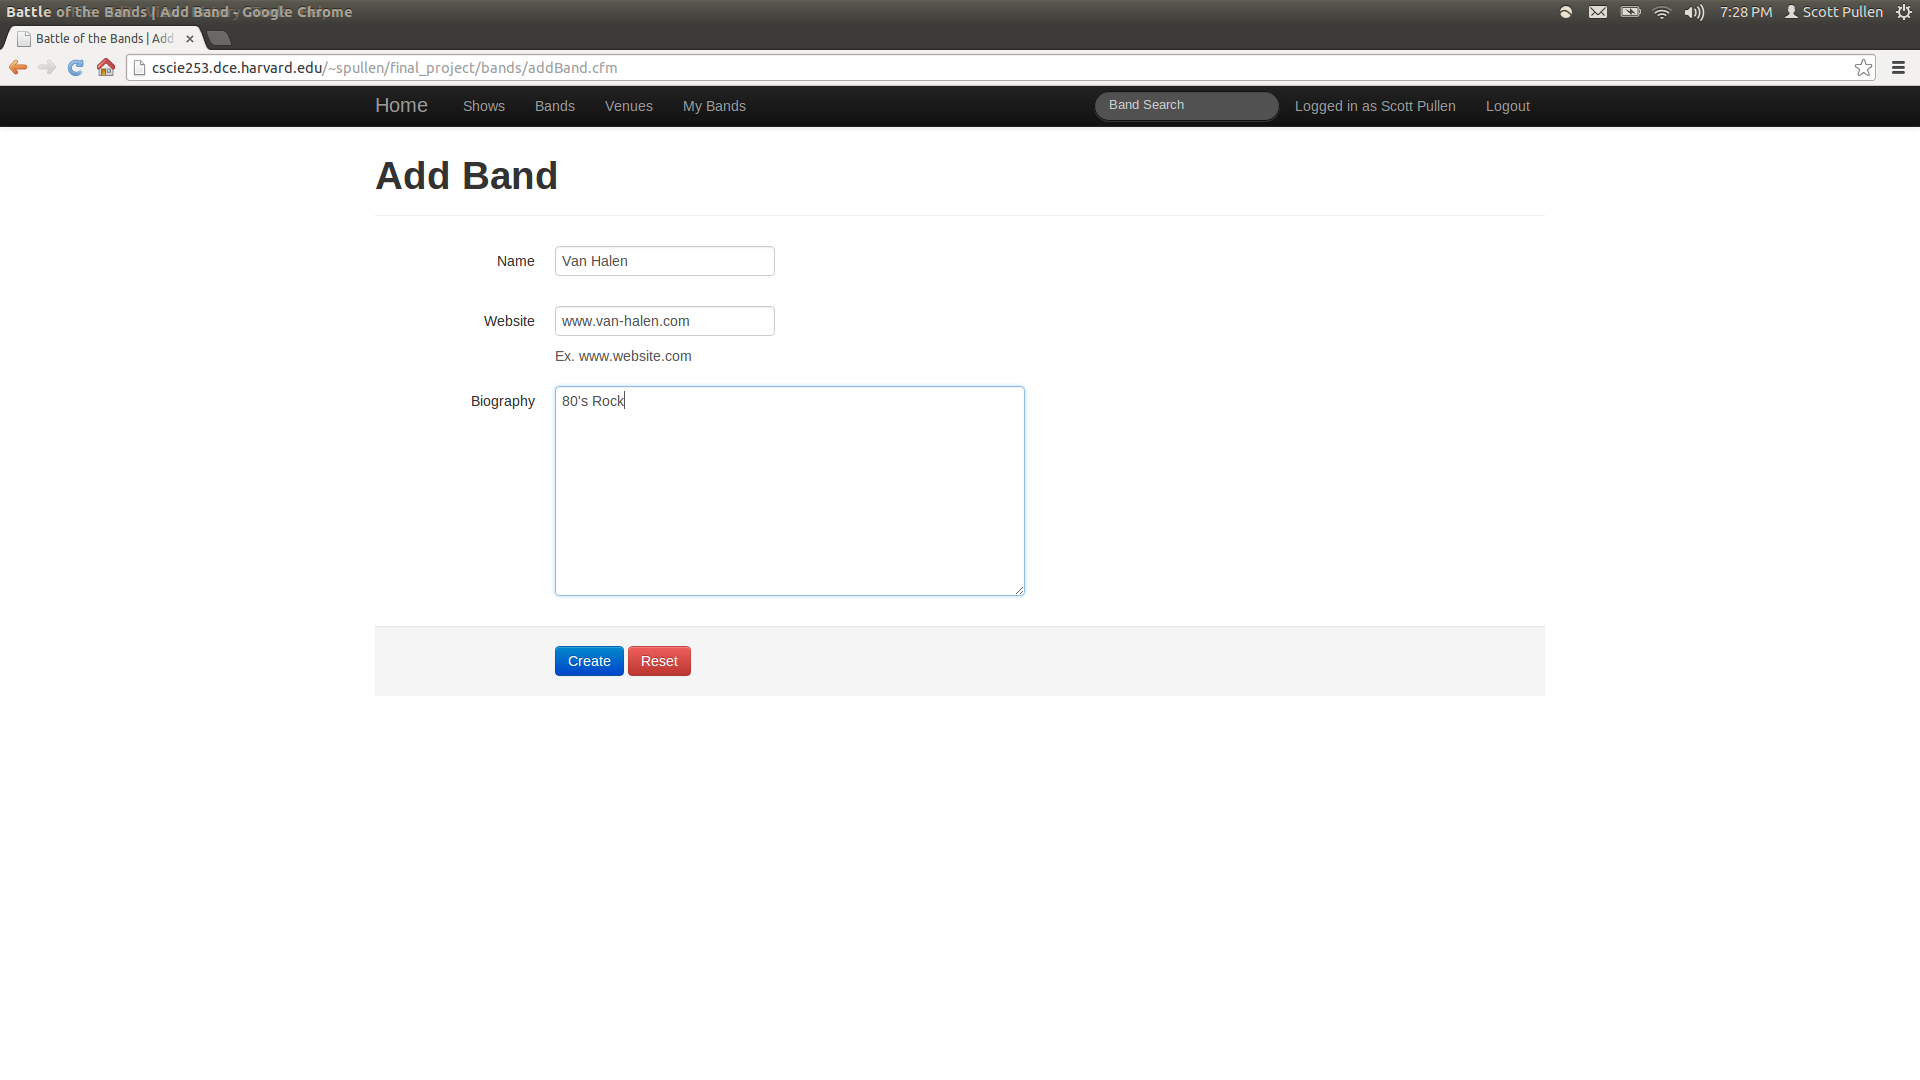 Battle of the Bands | Add Band - Google Chrome
7:28 PM Scott Pullen
Battle of the Bands | Add
cscie253.dce.harvard.edu/~spullen/final_project/bands/addBand.cfm
Home Shows Bands Venues My Bands Band Search Logged in as Scott Pullen Logout
Add Band
Name Van Halen
Website www.van-halen.com
Ex. www.website.com
Biography 80's Rock
Create Reset